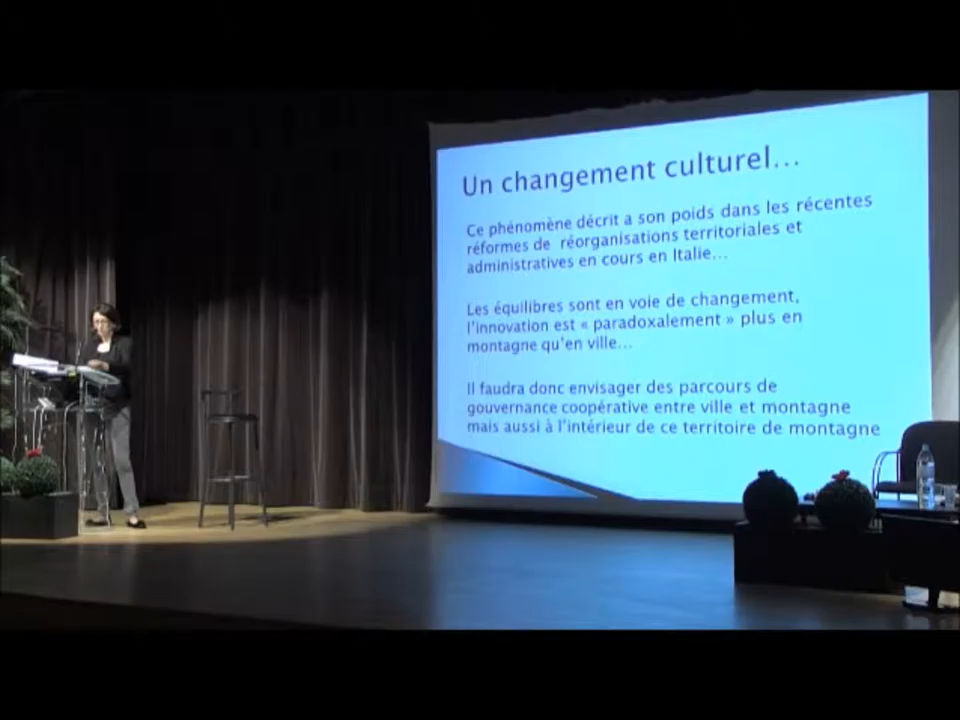 Un changement culturel…
Ce phénomène décrit a son poids dans les récentes
réformes de réorganisations territoriales et
administratives en cours en Italie…
Les équilibres sont en voie de changement,
l'innovation est « paradoxalement » plus en
montagne qu'en ville…
Il faudra donc envisager des parcours de
gouvernance coopérative entre ville et montagne
mais aussi à l'intérieur de ce territoire de montagne